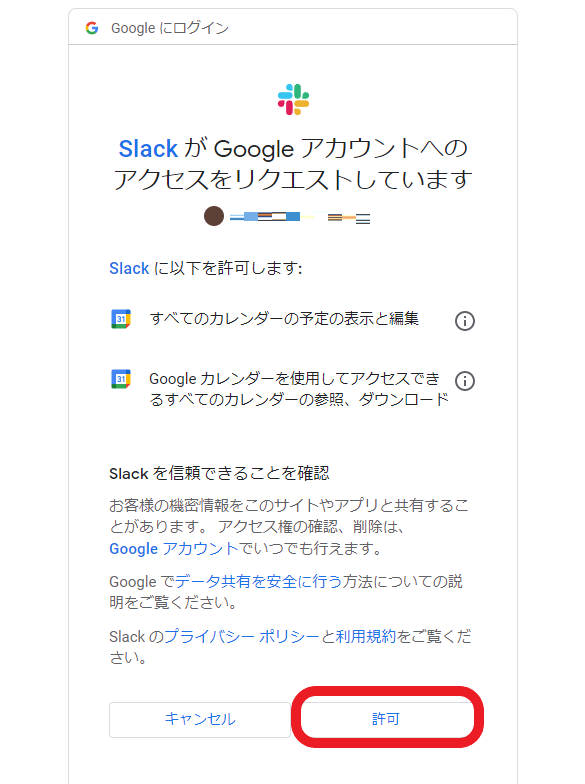 Google にログイン
Slack が Google アカウントへの
アクセスをリクエストしています
Slack に以下を許可します:
31 すべてのカレンダーの予定の表示と編集
31 Google カレンダーを使用してアクセスでき
るすべてのカレンダーの参照、ダウンロード
Slack を信頼できることを確認
お客様の機密情報をこのサイトやアプリと共有するこ
とがあります。 アクセス権の確認、削除は、
Google アカウントでいつでも行えます。
Google でデータ共有を安全に行う方法についての説
明をご覧ください。
Slack のプライバシー ポリシーと利用規約をご覧くだ
さい。
キャンセル 許可